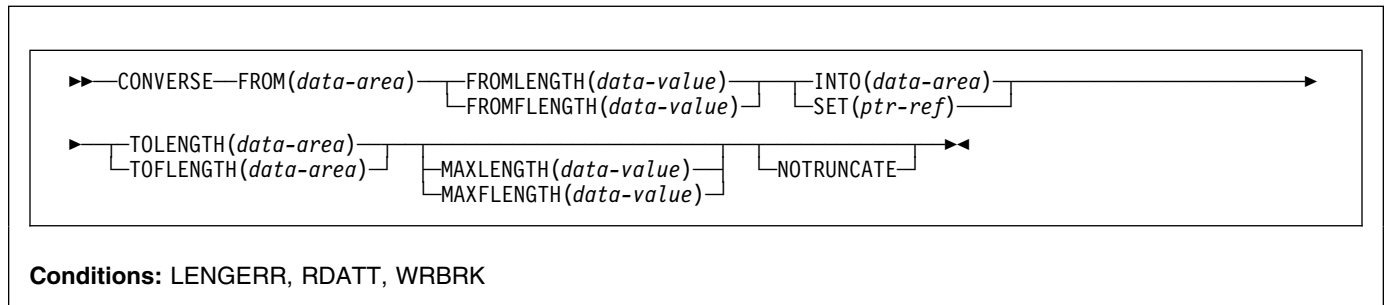 ►►──CONVERSE──FROM(data-area)──┬─FROMLENGTH(data-value)──┬──┬─INTO(data-area)─┬──►
└─FROMFLENGTH(data-value)─┘ └─SET(ptr-ref)────┘
►──┬─TOLENGTH(data-area)──┬──┬─────────────────────────┬──┬────────────┬──►◄
└─TOFLENGTH(data-area)─┘ ├─MAXLENGTH(data-value)──┤ └─NOTRUNCATE─┘
└─MAXFLENGTH(data-value)─┘
Conditions: LENGERR, RDATT, WRBRK